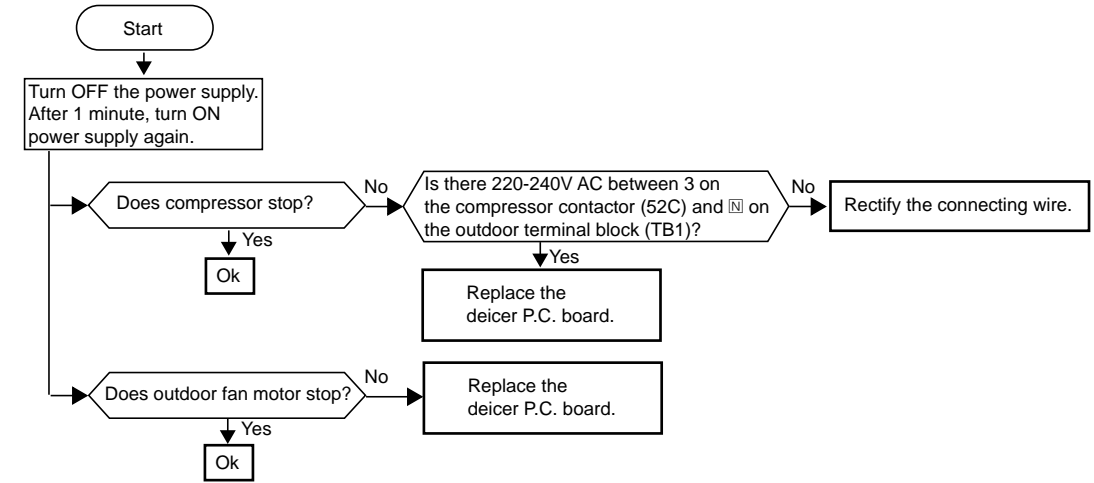 Start
Turn OFF the power supply.
After 1 minute, turn ON
power supply again.
Does compressor stop?
No
Is there 220-240V AC between 3 on
the compressor contactor (52C) and N on
the outdoor terminal block (TB1)?
No
Rectify the connecting wire.
Yes
Ok
Yes
Replace the
deicer P.C. board.
Does outdoor fan motor stop?
No
Replace the
deicer P.C. board.
Yes
Ok